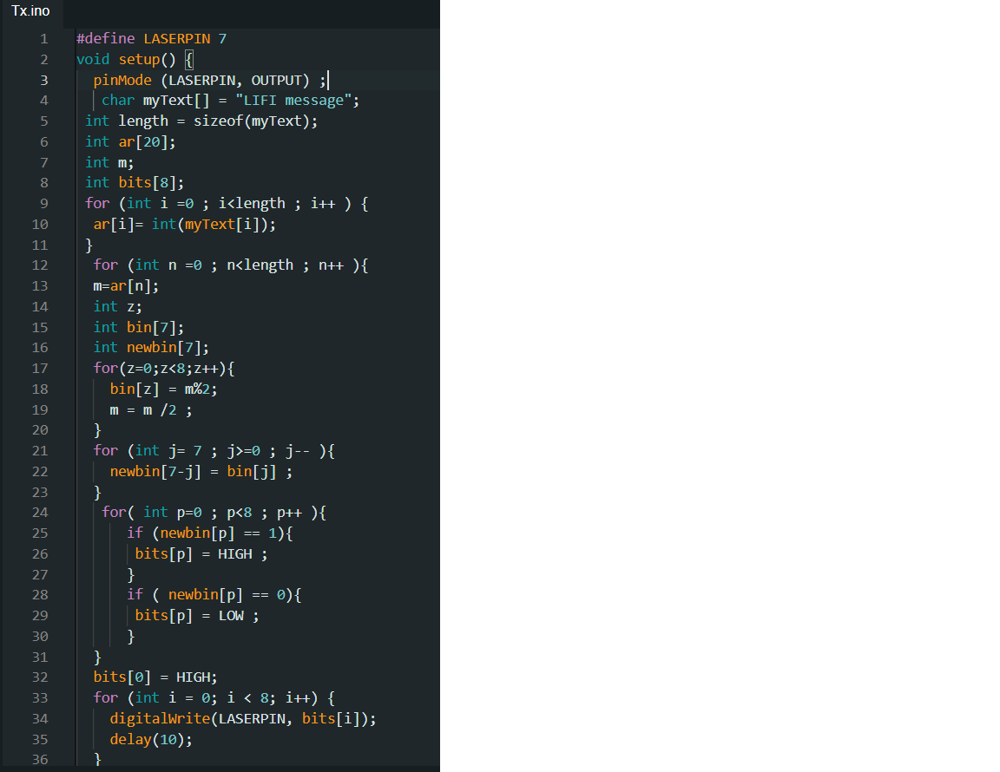 Tx.ino
1 #define LASERPIN 7
2 void setup() {
3 pinMode (LASERPIN, OUTPUT) ;
4 char myText[] = "LIFI message";
5 int length = sizeof(myText);
6 int ar[20];
7 int m;
8 int bits[8];
9 for (int i =0 ; i<length ; i++ ) {
10 ar[i]= int(myText[i]);
11 }
12 for (int n =0 ; n<length ; n++ ){
13 m=ar[n];
14 int z;
15 int bin[7];
16 int newbin[7];
17 for(z=0;z<8;z++){
18 bin[z] = m%2;
19 m = m /2 ;
20 }
21 for (int j= 7 ; j>=0 ; j-- ){
22 newbin[7-j] = bin[j] ;
23 }
24 for( int p=0 ; p<8 ; p++ ){
25 if (newbin[p] == 1){
26 bits[p] = HIGH ;
27 }
28 if ( newbin[p] == 0){
29 bits[p] = LOW ;
30 }
31 }
32 bits[0] = HIGH;
33 for (int i = 0; i < 8; i++) {
34 digitalWrite(LASERPIN, bits[i]);
35 delay(10);
36 }